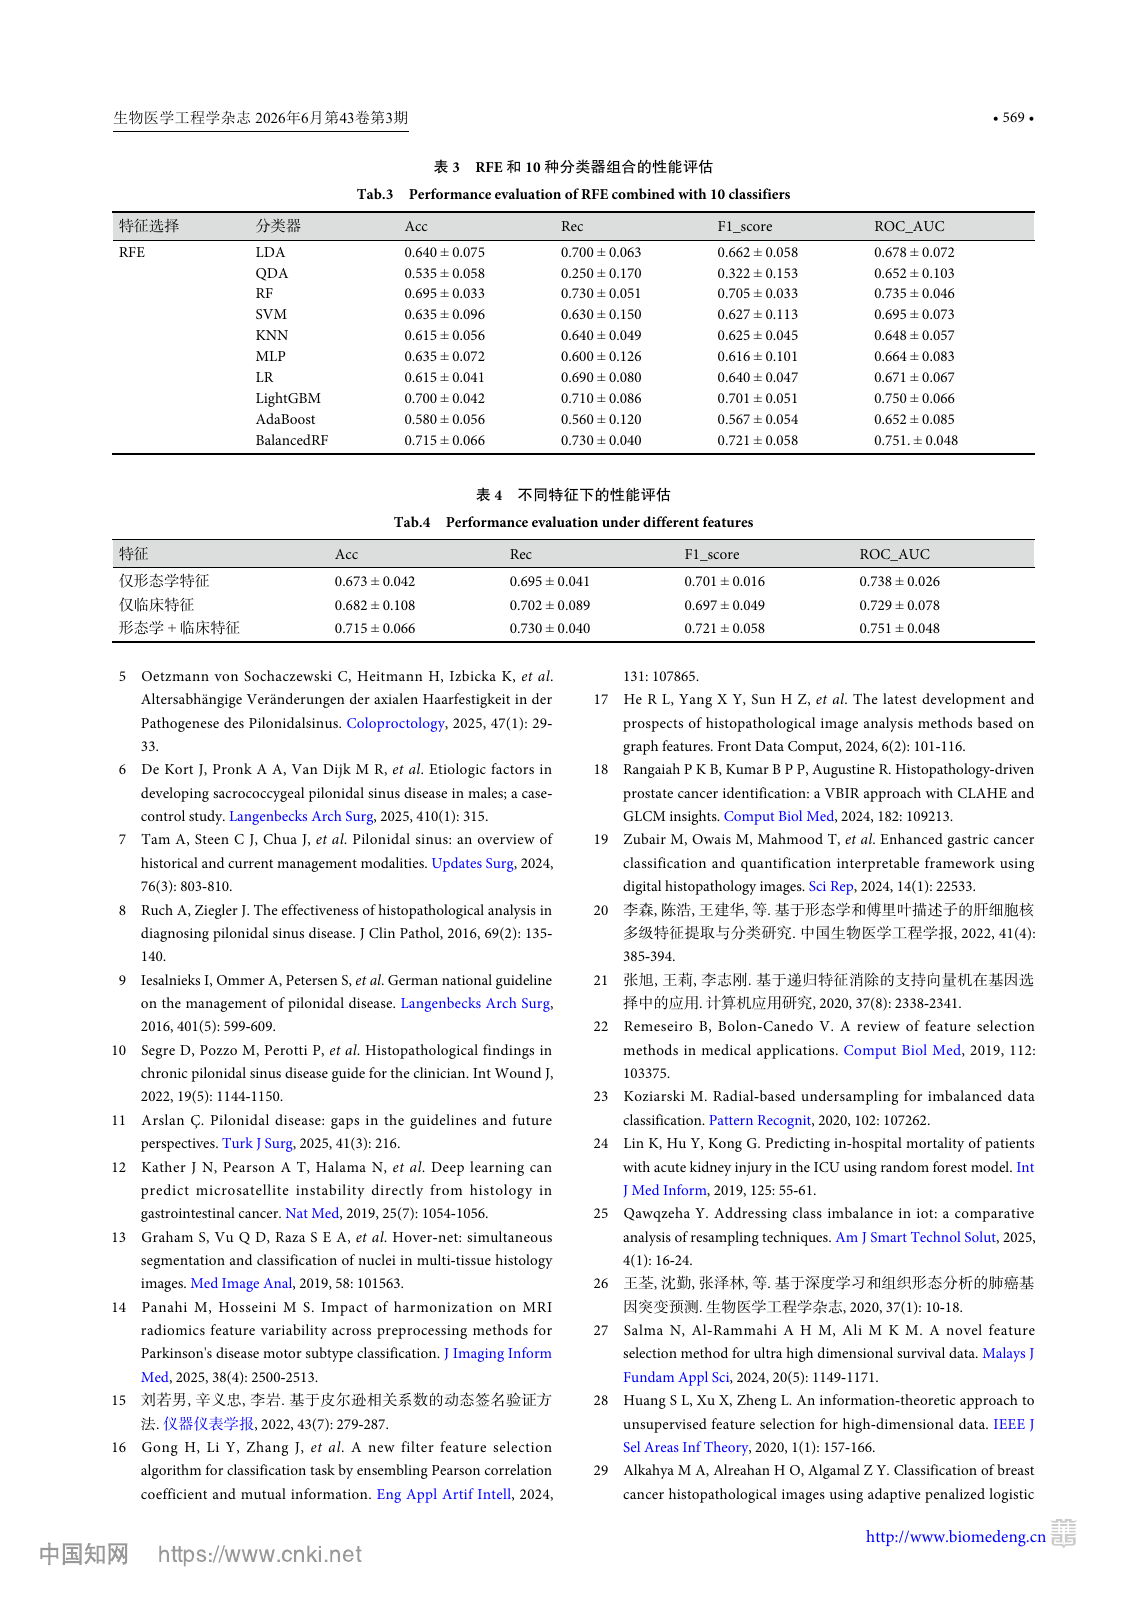 生物医学工程学杂志 2026年6月第43卷第3期
• 569 •
表 3 RFE 和 10 种分类器组合的性能评估
Tab.3 Performance evaluation of RFE combined with 10 classifiers
特征选择 分类器 Acc Rec F1_score ROC_AUC
RFE LDA 0.640 ± 0.075 0.700 ± 0.063 0.662 ± 0.058 0.678 ± 0.072
QDA 0.535 ± 0.058 0.250 ± 0.170 0.322 ± 0.153 0.652 ± 0.103
RF 0.695 ± 0.033 0.730 ± 0.051 0.705 ± 0.033 0.735 ± 0.046
SVM 0.635 ± 0.096 0.630 ± 0.150 0.627 ± 0.113 0.695 ± 0.073
KNN 0.615 ± 0.056 0.640 ± 0.049 0.625 ± 0.045 0.648 ± 0.057
MLP 0.635 ± 0.072 0.600 ± 0.126 0.616 ± 0.101 0.664 ± 0.083
LR 0.615 ± 0.041 0.690 ± 0.080 0.640 ± 0.047 0.671 ± 0.067
LightGBM 0.700 ± 0.042 0.710 ± 0.086 0.701 ± 0.051 0.750 ± 0.066
AdaBoost 0.580 ± 0.056 0.560 ± 0.120 0.567 ± 0.054 0.652 ± 0.085
BalancedRF 0.715 ± 0.066 0.730 ± 0.040 0.721 ± 0.058 0.751. ± 0.048
表 4 不同特征下的性能评估
Tab.4 Performance evaluation under different features
特征 Acc Rec F1_score ROC_AUC
仅形态学特征 0.673 ± 0.042 0.695 ± 0.041 0.701 ± 0.016 0.738 ± 0.026
仅临床特征 0.682 ± 0.108 0.702 ± 0.089 0.697 ± 0.049 0.729 ± 0.078
形态学 + 临床特征 0.715 ± 0.066 0.730 ± 0.040 0.721 ± 0.058 0.751 ± 0.048
5 Oetzmann von Sochaczewski C, Heitmann H, Izbicka K, et al.
Altersabhängige Veränderungen der axialen Haarfestigkeit in der
Pathogenese des Pilonidalsinus. Coloproctology, 2025, 47(1): 29-
33.
6 De Kort J, Pronk A A, Van Dijk M R, et al. Etiologic factors in
developing sacrococcygeal pilonidal sinus disease in males; a case-
control study. Langenbecks Arch Surg, 2025, 410(1): 315.
7 Tam A, Steen C J, Chua J, et al. Pilonidal sinus: an overview of
historical and current management modalities. Updates Surg, 2024,
76(3): 803-810.
8 Ruch A, Ziegler J. The effectiveness of histopathological analysis in
diagnosing pilonidal sinus disease. J Clin Pathol, 2016, 69(2): 135-
140.
9 Iesalnieks I, Ommer A, Petersen S, et al. German national guideline
on the management of pilonidal disease. Langenbecks Arch Surg,
2016, 401(5): 599-609.
10 Segre D, Pozzo M, Perotti P, et al. Histopathological findings in
chronic pilonidal sinus disease guide for the clinician. Int Wound J,
2022, 19(5): 1144-1150.
11 Arslan Ç. Pilonidal disease: gaps in the guidelines and future
perspectives. Turk J Surg, 2025, 41(3): 216.
12 Kather J N, Pearson A T, Halama N, et al. Deep learning can
predict microsatellite instability directly from histology in
gastrointestinal cancer. Nat Med, 2019, 25(7): 1054-1056.
13 Graham S, Vu Q D, Raza S E A, et al. Hover-net: simultaneous
segmentation and classification of nuclei in multi-tissue histology
images. Med Image Anal, 2019, 58: 101563.
14 Panahi M, Hosseini M S. Impact of harmonization on MRI
radiomics feature variability across preprocessing methods for
Parkinson's disease motor subtype classification. J Imaging Inform
Med, 2025, 38(4): 2500-2513.
15 刘若男, 辛义忠, 李岩. 基于皮尔逊相关系数的动态签名验证方
法. 仪器仪表学报, 2022, 43(7): 279-287.
16 Gong H, Li Y, Zhang J, et al. A new filter feature selection
algorithm for classification task by ensembling Pearson correlation
coefficient and mutual information. Eng Appl Artif Intell, 2024,
131: 107865.
17 He R L, Yang X Y, Sun H Z, et al. The latest development and
prospects of histopathological image analysis methods based on
graph features. Front Data Comput, 2024, 6(2): 101-116.
18 Rangaiah P K B, Kumar B P P, Augustine R. Histopathology-driven
prostate cancer identification: a VBIR approach with CLAHE and
GLCM insights. Comput Biol Med, 2024, 182: 109213.
19 Zubair M, Owais M, Mahmood T, et al. Enhanced gastric cancer
classification and quantification interpretable framework using
digital histopathology images. Sci Rep, 2024, 14(1): 22533.
20 李森, 陈浩, 王建华, 等. 基于形态学和傅里叶描述子的肝细胞核
多级特征提取与分类研究. 中国生物医学工程学报, 2022, 41(4):
385-394.
21 张旭, 王莉, 李志刚. 基于递归特征消除的支持向量机在基因选
择中的应用. 计算机应用研究, 2020, 37(8): 2338-2341.
22 Remeseiro B, Bolon-Canedo V. A review of feature selection
methods in medical applications. Comput Biol Med, 2019, 112:
103375.
23 Koziarski M. Radial-based undersampling for imbalanced data
classification. Pattern Recognit, 2020, 102: 107262.
24 Lin K, Hu Y, Kong G. Predicting in-hospital mortality of patients
with acute kidney injury in the ICU using random forest model. Int
J Med Inform, 2019, 125: 55-61.
25 Qawqzeha Y. Addressing class imbalance in iot: a comparative
analysis of resampling techniques. Am J Smart Technol Solut, 2025,
4(1): 16-24.
26 王荃, 沈勤, 张泽林, 等. 基于深度学习和组织形态分析的肺癌基
因突变预测. 生物医学工程学杂志, 2020, 37(1): 10-18.
27 Salma N, Al-Rammahi A H M, Ali M K M. A novel feature
selection method for ultra high dimensional survival data. Malays J
Fundam Appl Sci, 2024, 20(5): 1149-1171.
28 Huang S L, Xu X, Zheng L. An information-theoretic approach to
unsupervised feature selection for high-dimensional data. IEEE J
Sel Areas Inf Theory, 2020, 1(1): 157-166.
29 Alkahya M A, Alreahan H O, Algamal Z Y. Classification of breast
cancer histopathological images using adaptive penalized logistic
http://www.biomedeng.cn
中国知网 https://www.cnki.net